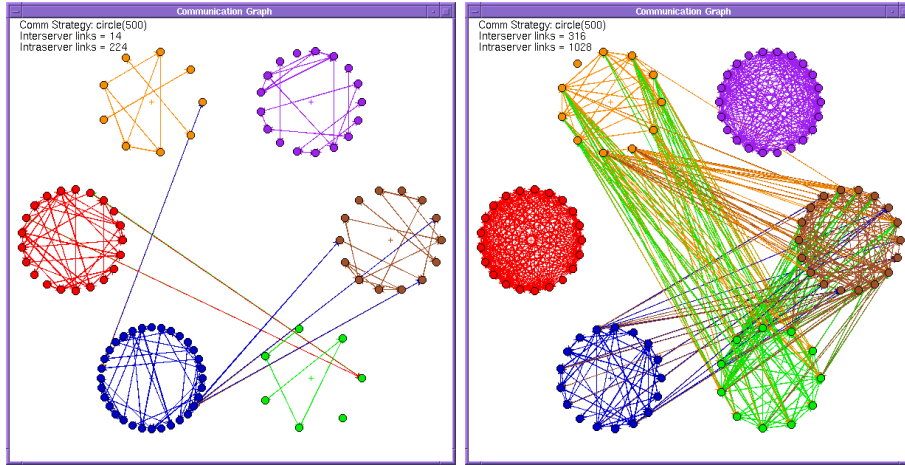 Communication Graph
Comm Strategy: circle(500)
Interserver links = 14
Intraserver links = 224
Communication Graph
Comm Strategy: circle(500)
Interserver links = 316
Intraserver links = 1028